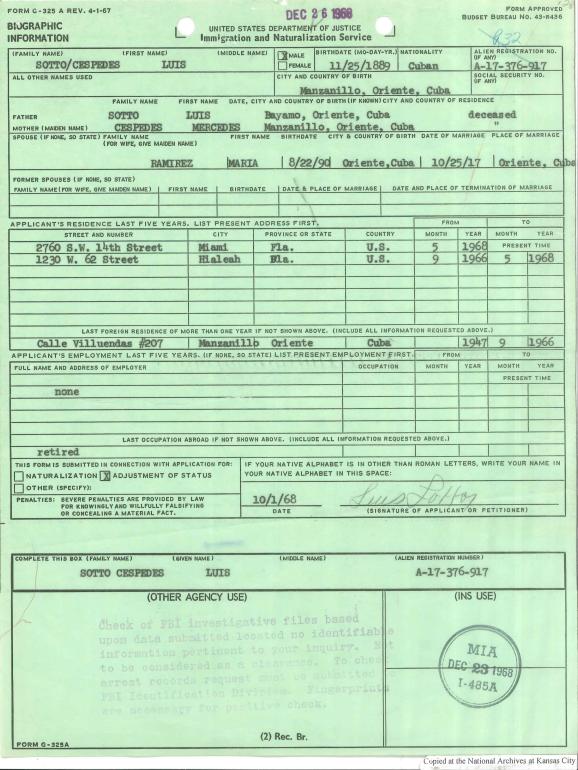 FORM G-325 A REV. 4-1-67
FORM APPROVED
BUDGET BUREAU NO. 43-R436
DEC 26 1968
BIOGRAPHIC INFORMATION
UNITED STATES DEPARTMENT OF JUSTICE
Immigration and Naturalization Service
(FAMILY NAME) (FIRST NAME) (MIDDLE NAME) X MALE FEMALE BIRTHDATE (MO-DAY-YR.) NATIONALITY ALIEN REGISTRATION NO. (IF ANY)
SOTTO/CESPEDES LUIS 11/25/1889 Cuban A-17-376-917
ALL OTHER NAMES USED CITY AND COUNTRY OF BIRTH SOCIAL SECURITY NO. (IF ANY)
Manzanillo, Oriente, Cuba
FAMILY NAME FIRST NAME DATE, CITY AND COUNTRY OF BIRTH (IF KNOWN) CITY AND COUNTRY OF RESIDENCE
FATHER SOTTO LUIS Bayamo, Oriente, Cuba deceased
MOTHER (MAIDEN NAME) CESPEDES MERCEDES Manzanillo, Oriente, Cuba "
SPOUSE (IF NONE, SO STATE) FAMILY NAME (FOR WIFE, GIVE MAIDEN NAME) FIRST NAME BIRTHDATE CITY & COUNTRY OF BIRTH DATE OF MARRIAGE PLACE OF MARRIAGE
RAMIREZ MARIA 8/22/90 Oriente,Cuba 10/25/17 Oriente, Cuba
FORMER SPOUSES (IF NONE, SO STATE)
FAMILY NAME (FOR WIFE, GIVE MAIDEN NAME) FIRST NAME BIRTHDATE DATE & PLACE OF MARRIAGE DATE AND PLACE OF TERMINATION OF MARRIAGE
APPLICANT'S RESIDENCE LAST FIVE YEARS. LIST PRESENT ADDRESS FIRST. FROM TO
STREET AND NUMBER CITY PROVINCE OR STATE COUNTRY MONTH YEAR MONTH YEAR
2760 S.W. 14th Street Miami Fla. U.S. 5 1968 PRESENT TIME
1230 W. 62 Street Hialeah Bla. U.S. 9 1966 5 1968
LAST FOREIGN RESIDENCE OF MORE THAN ONE YEAR IF NOT SHOWN ABOVE. (INCLUDE ALL INFORMATION REQUESTED ABOVE.)
Calle Villuendas #207 Manzanillo Oriente Cuba 1947 9 1966
APPLICANT'S EMPLOYMENT LAST FIVE YEARS. (IF NONE, SO STATE) LIST PRESENT EMPLOYMENT FIRST. FROM TO
FULL NAME AND ADDRESS OF EMPLOYER OCCUPATION MONTH YEAR MONTH YEAR
PRESENT TIME
none
LAST OCCUPATION ABROAD IF NOT SHOWN ABOVE. (INCLUDE ALL INFORMATION REQUESTED ABOVE.)
retired
THIS FORM IS SUBMITTED IN CONNECTION WITH APPLICATION FOR:
NATURALIZATION X ADJUSTMENT OF STATUS
OTHER (SPECIFY):
IF YOUR NATIVE ALPHABET IS IN OTHER THAN ROMAN LETTERS, WRITE YOUR NAME IN YOUR NATIVE ALPHABET IN THIS SPACE:
PENALTIES: SEVERE PENALTIES ARE PROVIDED BY LAW
FOR KNOWINGLY AND WILLFULLY FALSIFYING
OR CONCEALING A MATERIAL FACT.
10/1/68
DATE (SIGNATURE OF APPLICANT OR PETITIONER)
COMPLETE THIS BOX (FAMILY NAME) (GIVEN NAME) (MIDDLE NAME) (ALIEN REGISTRATION NUMBER)
SOTTO CESPEDES LUIS A-17-376-917
(OTHER AGENCY USE) (INS USE)
Check of FBI investigative files based
upon data submitted located no identifiable
information pertinent to your inquiry. Not
to be considered as a clearance. To check
arrest records request must be submitted to
FBI Identification Division. Fingerprints
are necessary for positive check.
MIA
DEC 23 1968
I-485A
(2) Rec. Br.
FORM G-325A
Copied at the National Archives at Kansas City